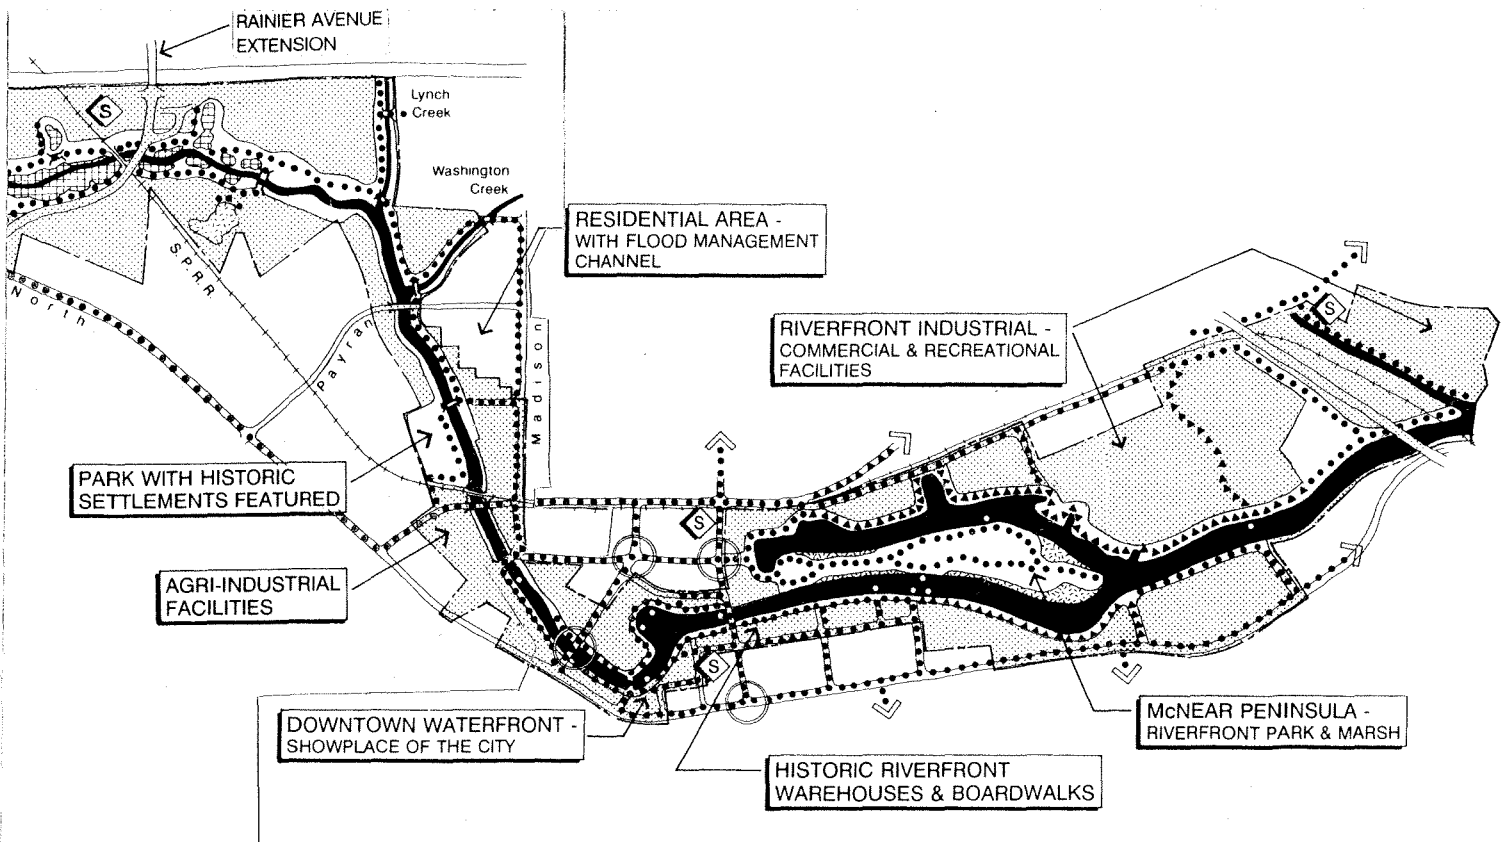 RAINIER AVENUE
EXTENSION
S
Lynch
Creek
Washington
Creek
RESIDENTIAL AREA -
WITH FLOOD MANAGEMENT
CHANNEL
S.P.R.R.
North
Payran
Madison
S
RIVERFRONT INDUSTRIAL -
COMMERCIAL & RECREATIONAL
FACILITIES
PARK WITH HISTORIC
SETTLEMENTS FEATURED
S
AGRI-INDUSTRIAL
FACILITIES
S
DOWNTOWN WATERFRONT -
SHOWPLACE OF THE CITY
McNEAR PENINSULA -
RIVERFRONT PARK & MARSH
HISTORIC RIVERFRONT
WAREHOUSES & BOARDWALKS